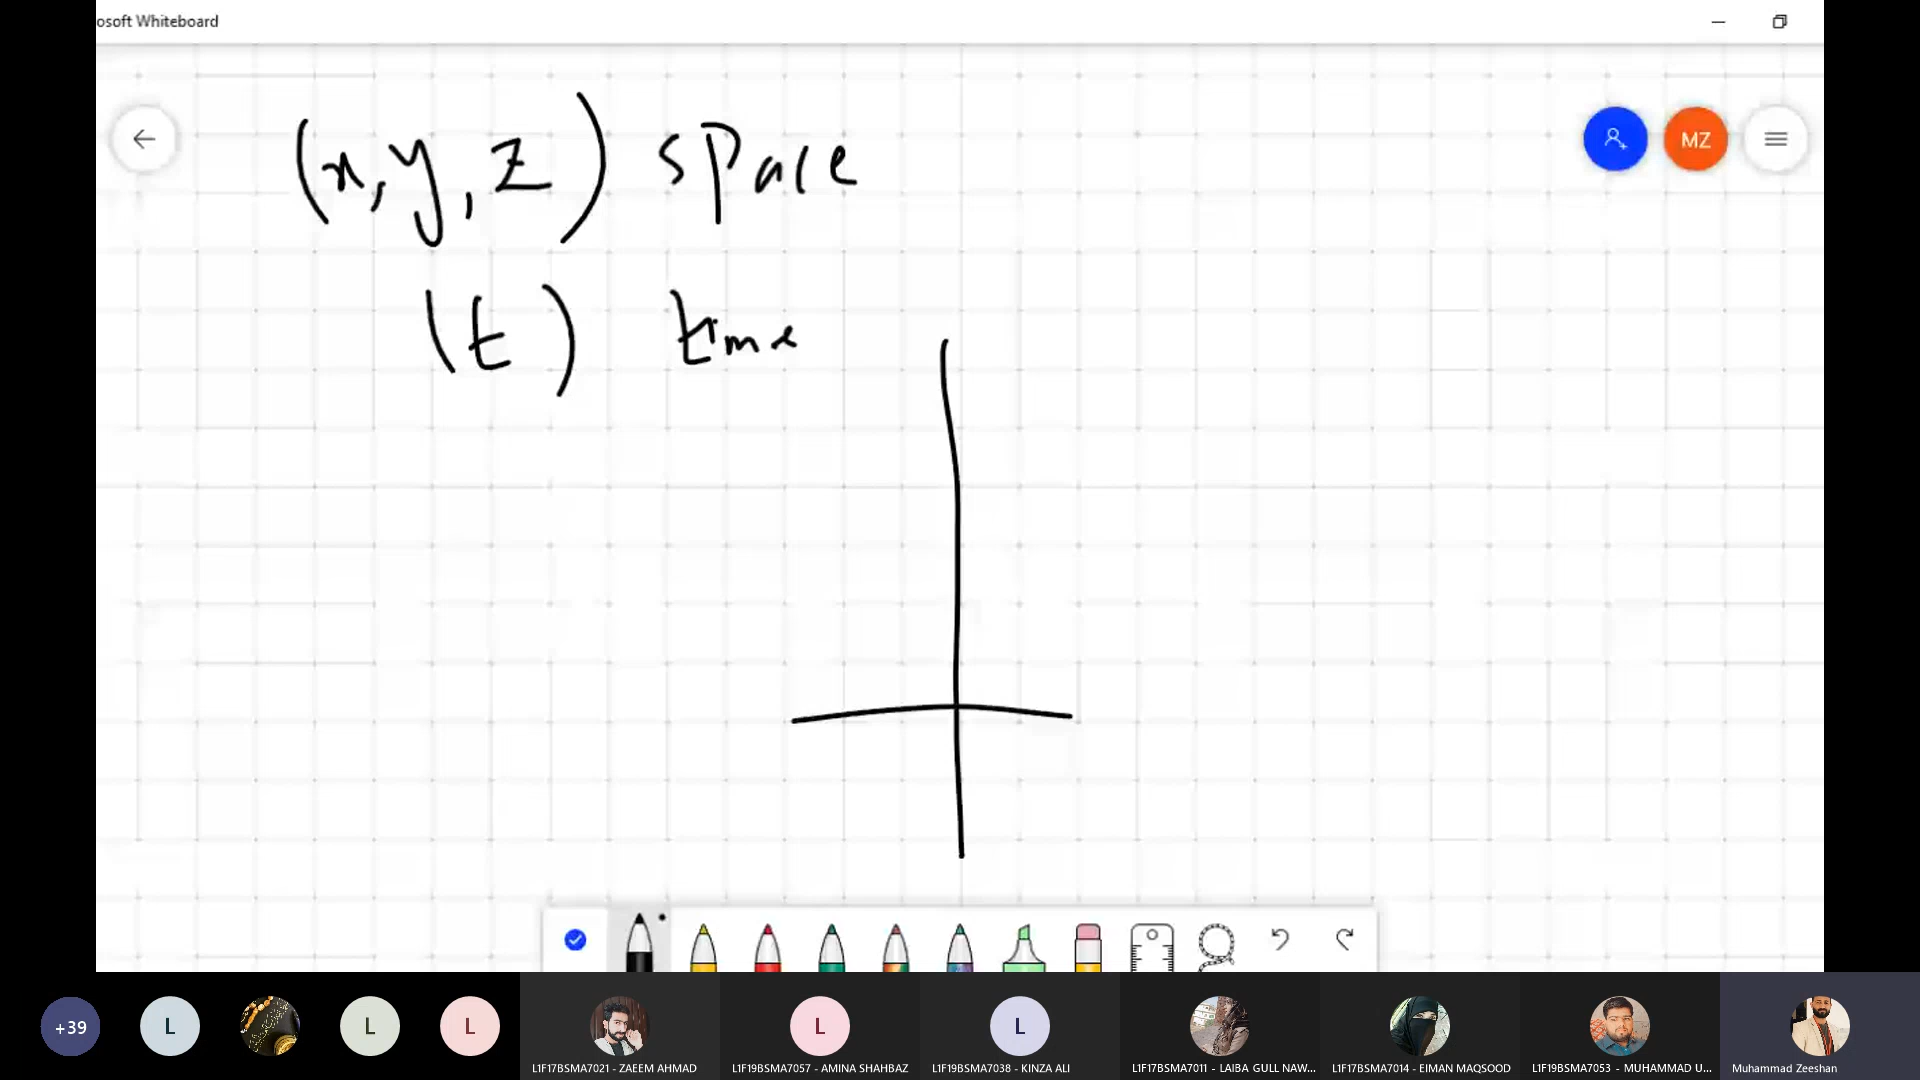 osoft Whiteboard
(x, y, z) space
(t) time
MZ
+39
L
L
L
L
L
L1F17BSMA7021 - ZAEEM AHMAD
L1F19BSMA7057 - AMINA SHAHBAZ
L1F19BSMA7038 - KINZA ALI
L1F17BSMA7011 - LAIBA GULL NAW...
L1F17BSMA7014 - EIMAN MAQSOOD
L1F19BSMA7053 - MUHAMMAD U...
Muhammad Zeeshan